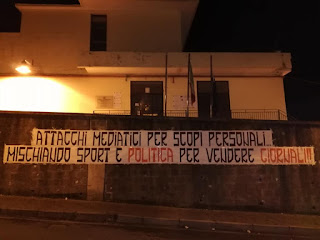 ATTACCHI MEDIATICI PER SCOPI PERSONALI...
MISCHIANDO SPORT E POLITICA PER VENDERE GIORNALI!!